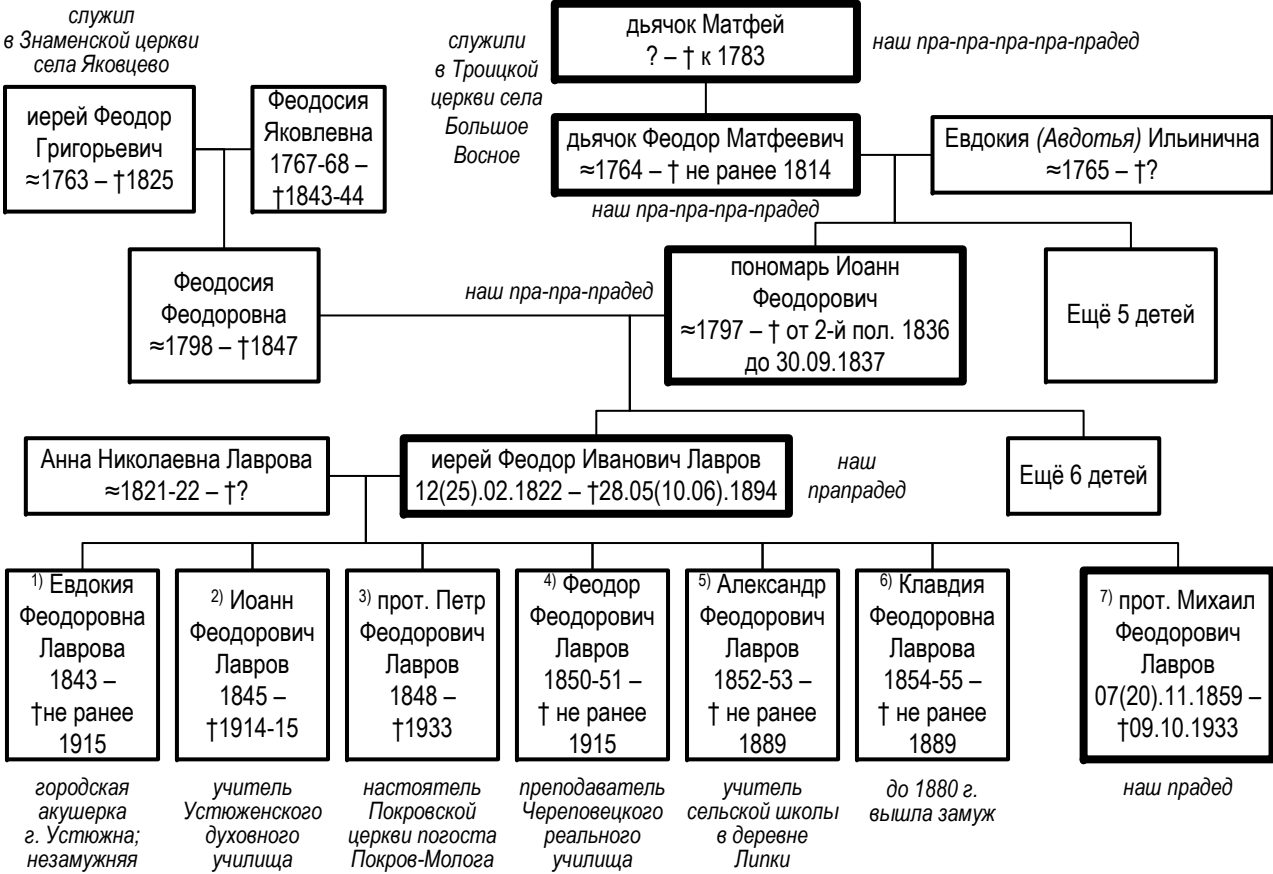 служил
в Знаменской церкви
села Яковцево
иерей Феодор
Григорьевич
≈1763 – †1825
Феодосия
Яковлевна
1767-68 –
†1843-44
служили
в Троицкой
церкви села
Большое
Восное
дьячок Матфей
? – † к 1783
наш пра-пра-пра-пра-прадед
дьячок Феодор Матфеевич
≈1764 – † не ранее 1814
наш пра-пра-пра-прадед
Евдокия (Авдотья) Ильинична
≈1765 – †?
Феодосия
Феодоровна
≈1798 – †1847
наш пра-пра-прадед
пономарь Иоанн
Феодорович
≈1797 – † от 2-й пол. 1836
до 30.09.1837
Ещё 5 детей
Анна Николаевна Лаврова
≈1821-22 – †?
иерей Феодор Иванович Лавров
12(25).02.1822 – †28.05(10.06).1894
наш
прапрадед
Ещё 6 детей
1) Евдокия
Феодоровна
Лаврова
1843 –
†не ранее
1915
2) Иоанн
Феодорович
Лавров
1845 –
†1914-15
3) прот. Петр
Феодорович
Лавров
1848 –
†1933
4) Феодор
Феодорович
Лавров
1850-51 –
† не ранее
1915
5) Александр
Феодорович
Лавров
1852-53 –
† не ранее
1889
6) Клавдия
Феодоровна
Лаврова
1854-55 –
† не ранее
1889
7) прот. Михаил
Феодорович
Лавров
07(20).11.1859 –
†09.10.1933
городская
акушерка
г. Устюжна;
незамужняя
учитель
Устюженского
духовного
училища
настоятель
Покровской
церкви погоста
Покров-Молога
преподаватель
Череповецкого
реального
училища
учитель
сельской школы
в деревне
Липки
до 1880 г.
вышла замуж
наш прадед